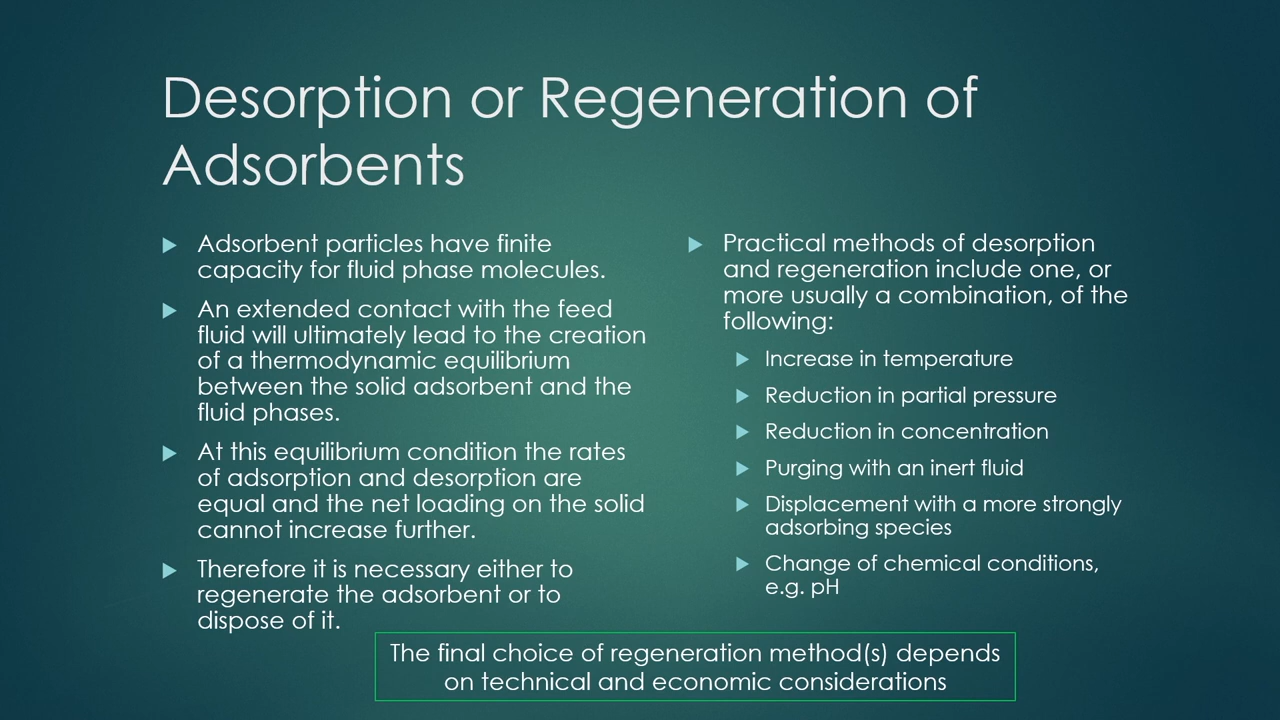 Desorption or Regeneration of
Adsorbents
Adsorbent particles have finite
capacity for fluid phase molecules.
An extended contact with the feed
fluid will ultimately lead to the creation
of a thermodynamic equilibrium
between the solid adsorbent and the
fluid phases.
At this equilibrium condition the rates
of adsorption and desorption are
equal and the net loading on the solid
cannot increase further.
Therefore it is necessary either to
regenerate the adsorbent or to
dispose of it.
Practical methods of desorption
and regeneration include one, or
more usually a combination, of the
following:
Increase in temperature
Reduction in partial pressure
Reduction in concentration
Purging with an inert fluid
Displacement with a more strongly
adsorbing species
Change of chemical conditions,
e.g. pH
The final choice of regeneration method(s) depends
on technical and economic considerations